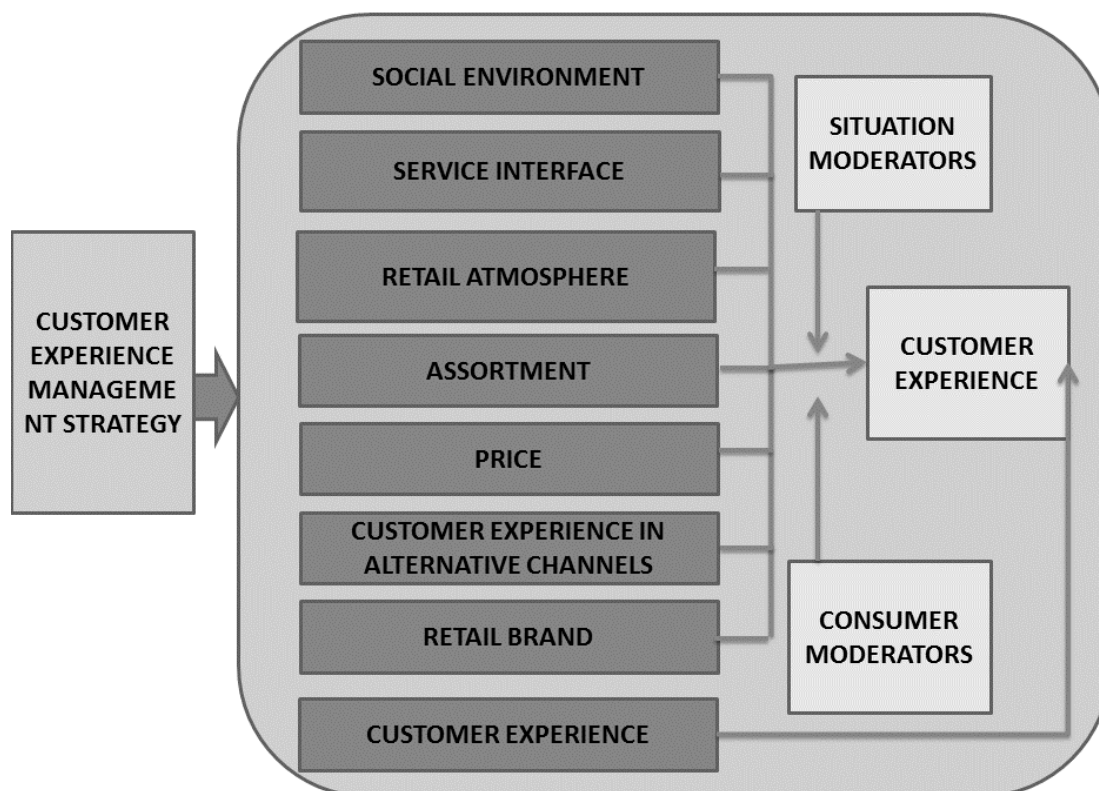 CUSTOMER
EXPERIENCE
MANAGEME
NT STRATEGY
SOCIAL ENVIRONMENT
SERVICE INTERFACE
RETAIL ATMOSPHERE
ASSORTMENT
PRICE
CUSTOMER EXPERIENCE IN
ALTERNATIVE CHANNELS
RETAIL BRAND
CUSTOMER EXPERIENCE
SITUATION
MODERATORS
CUSTOMER
EXPERIENCE
CONSUMER
MODERATORS